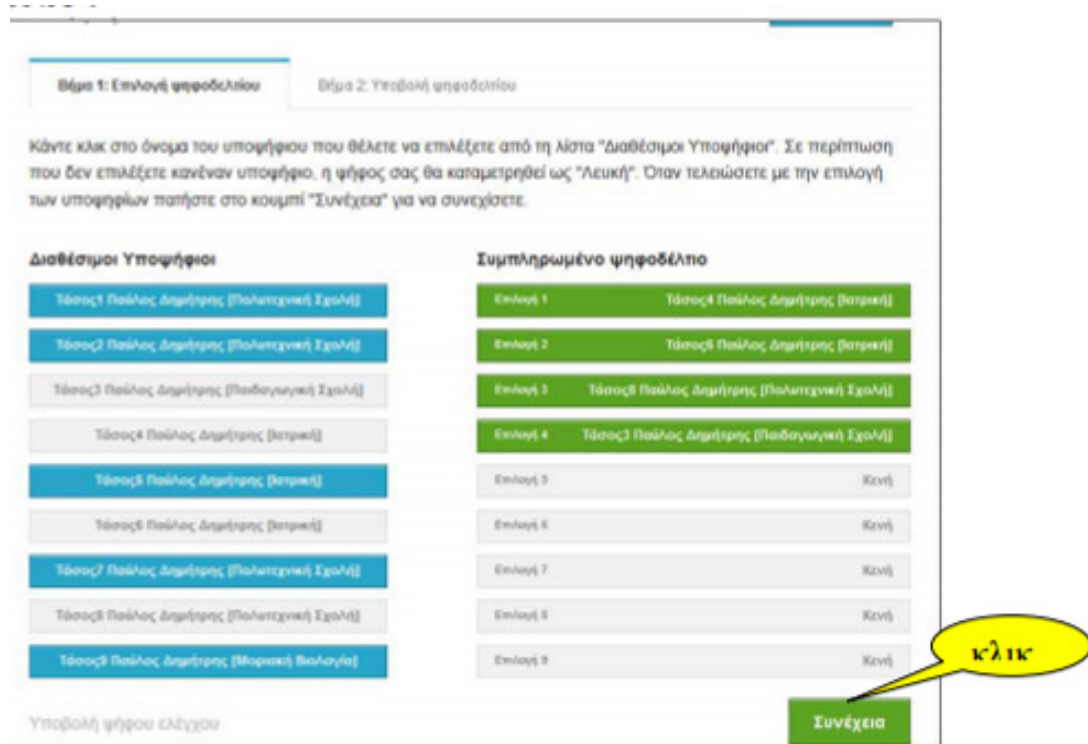 Βήμα 1: Επιλογή ψηφοδελτίου
Βήμα 2: Υποβολή ψηφοδελτίου
Κάντε κλικ στο όνομα του υποψήφιου που θέλετε να επιλέξετε από τη λίστα "Διαθέσιμοι Υποψήφιοι". Σε περίπτωση
που δεν επιλέξετε κανέναν υποψήφιο, η ψήφος σας θα καταμετρηθεί ως "Λευκή". Όταν τελειώσετε με την επιλογή
των υποψηφίων πατήστε στο κουμπί "Συνέχεια" για να συνεχίσετε.
Διαθέσιμοι Υποψήφιοι
Τάσος1 Παύλος Δημήτρης [Πολυτεχνική Σχολή]
Τάσος2 Παύλος Δημήτρης [Πολυτεχνική Σχολή]
Τάσος3 Παύλος Δημήτρης [Παιδαγωγική Σχολή]
Τάσος4 Παύλος Δημήτρης [Ιατρική]
Τάσος5 Παύλος Δημήτρης [Ιατρική]
Τάσος6 Παύλος Δημήτρης [Ιατρική]
Τάσος7 Παύλος Δημήτρης [Πολυτεχνική Σχολή]
Τάσος8 Παύλος Δημήτρης [Πολυτεχνική Σχολή]
Τάσος9 Παύλος Δημήτρης [Μοριακή Βιολογία]
Συμπληρωμένο ψηφοδέλτιο
Επιλογή 1 Τάσος4 Παύλος Δημήτρης [Ιατρική]
Επιλογή 2 Τάσος6 Παύλος Δημήτρης [Ιατρική]
Επιλογή 3 Τάσος8 Παύλος Δημήτρης [Πολυτεχνική Σχολή]
Επιλογή 4 Τάσος3 Παύλος Δημήτρης [Παιδαγωγική Σχολή]
Επιλογή 5 Κενή
Επιλογή 6 Κενή
Επιλογή 7 Κενή
Επιλογή 8 Κενή
Επιλογή 9 Κενή
κλικ
Υποβολή ψήφου ελέγχου
Συνέχεια